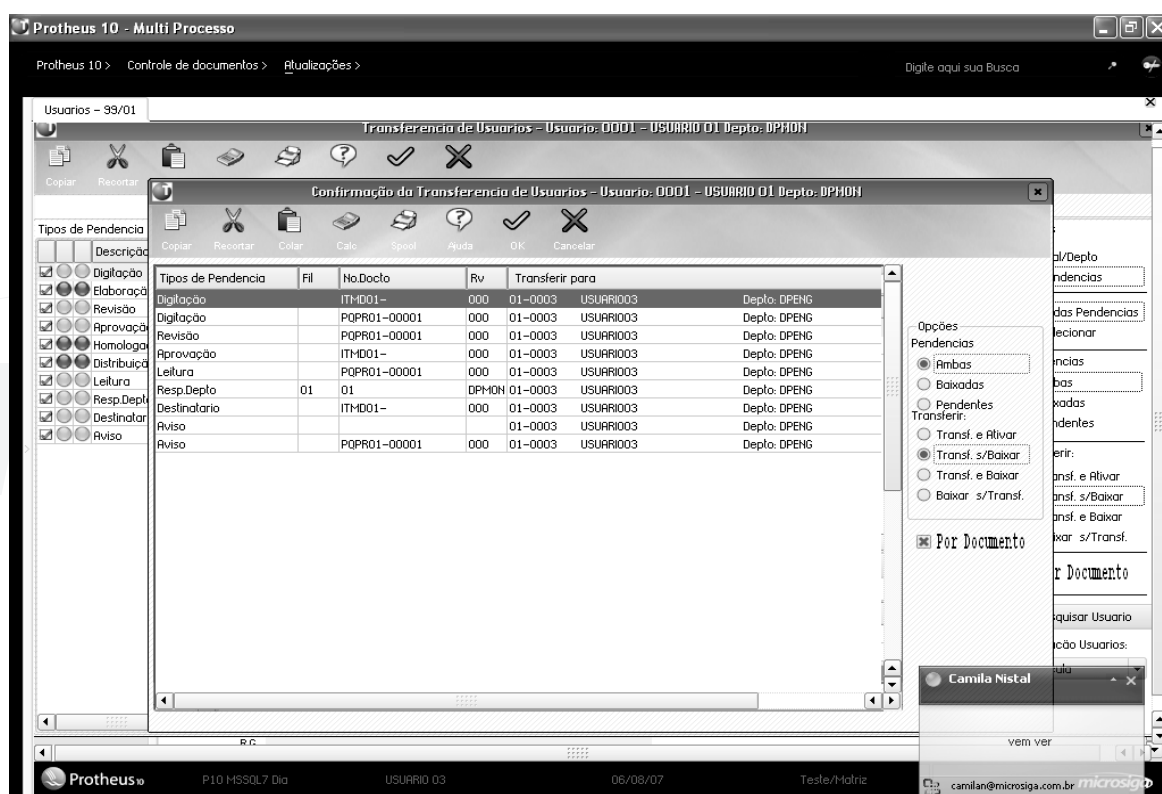 Protheus 10 - Multi Processo
Protheus 10 > Controle de documentos > Atualizações >
Digite aqui sua Busca
Usuarios - 99/01
Transferencia de Usuarios - Usuario: 0001 - USUARIO 01 Depto: DPMON
Copiar Recortar
Confirmação da Transferencia de Usuarios - Usuario: 0001 - USUARIO 01 Depto: DPMON
Copiar Recortar Colar Calc Spool Ajuda OK Cancelar
Tipos de Pendencia
Descriçã
Digitação
Elaboraçã
Revisão
Aprovaçã
Homologa
Distribuiçã
Leitura
Resp.Dept
Destinatar
Aviso
Tipos de Pendencia Fil No.Docto Rv Transferir para
Digitação ITMD01- 000 01-0003 USUARIO03 Depto: DPENG
Digitação PQPR01-00001 000 01-0003 USUARIO03 Depto: DPENG
Revisão PQPR01-00001 000 01-0003 USUARIO03 Depto: DPENG
Aprovação ITMD01- 000 01-0003 USUARIO03 Depto: DPENG
Leitura PQPR01-00001 000 01-0003 USUARIO03 Depto: DPENG
Resp.Depto 01 01 DPMON 01-0003 USUARIO03 Depto: DPENG
Destinatario ITMD01- 000 01-0003 USUARIO03 Depto: DPENG
Aviso 01-0003 USUARIO03 Depto: DPENG
Aviso PQPR01-00001 000 01-0003 USUARIO03 Depto: DPENG
Opções
Pendencias
Ambas
Baixadas
Pendentes
Transferir:
Transf. e Ativar
Transf. s/Baixar
Transf. e Baixar
Baixar s/Transf.
Por Documento
al/Depto
ndencias
das Pendencias
lecionar
ncias
bas
xadas
ndentes
erir:
ansf. e Ativar
ansf. s/Baixar
ansf. e Baixar
ixar s/Transf.
r Documento
squisar Usuario
ação Usuarios:
Camila Nistal
vem ver
camilan@microsiga.com.br
microsiga
R.G.
Protheus10 P10 MSSQL7 Dia USUARIO 03 06/08/07 Teste/Matriz